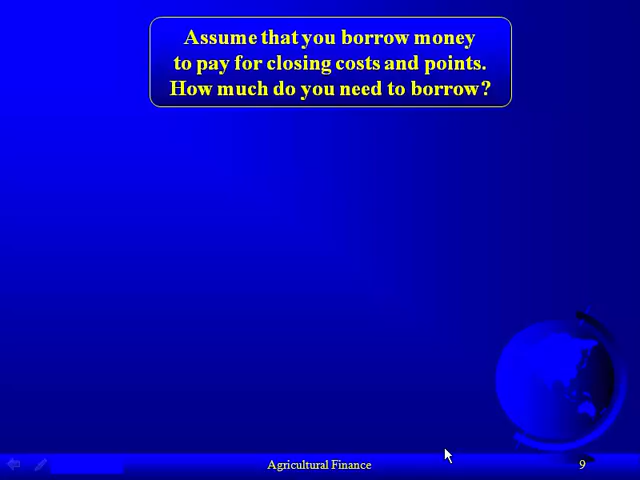 Assume that you borrow money
to pay for closing costs and points.
How much do you need to borrow?
Agricultural Finance
9